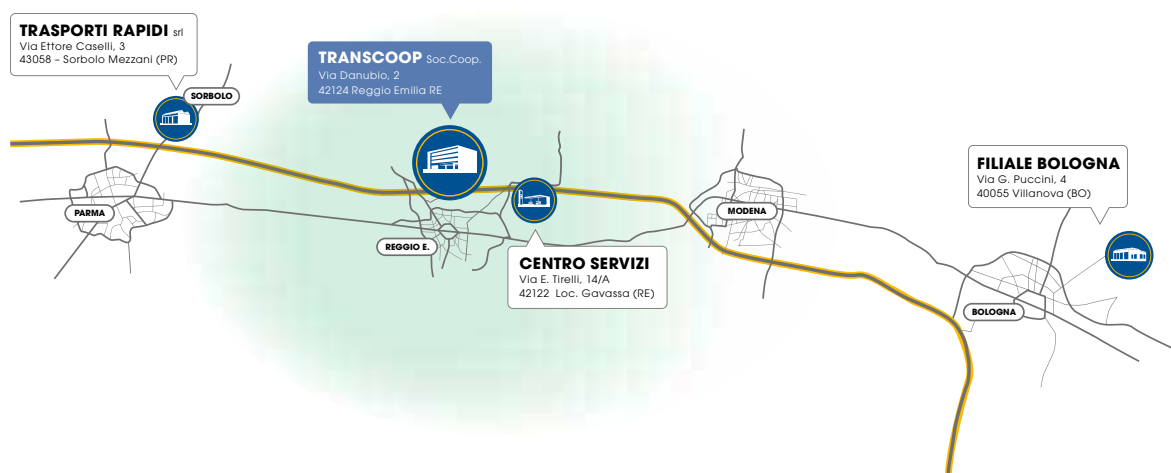 TRASPORTI RAPIDI srl
Via Ettore Caselli, 3
43058 – Sorbolo Mezzani (PR)
SORBOLO
TRANSCOOP Soc.Coop.
Via Danubio, 2
42124 Reggio Emilia RE
FILIALE BOLOGNA
Via G. Puccini, 4
40055 Villanova (BO)
PARMA
MODENA
REGGIO E.
CENTRO SERVIZI
Via E. Tirelli, 14/A
42122 Loc. Gavassa (RE)
BOLOGNA